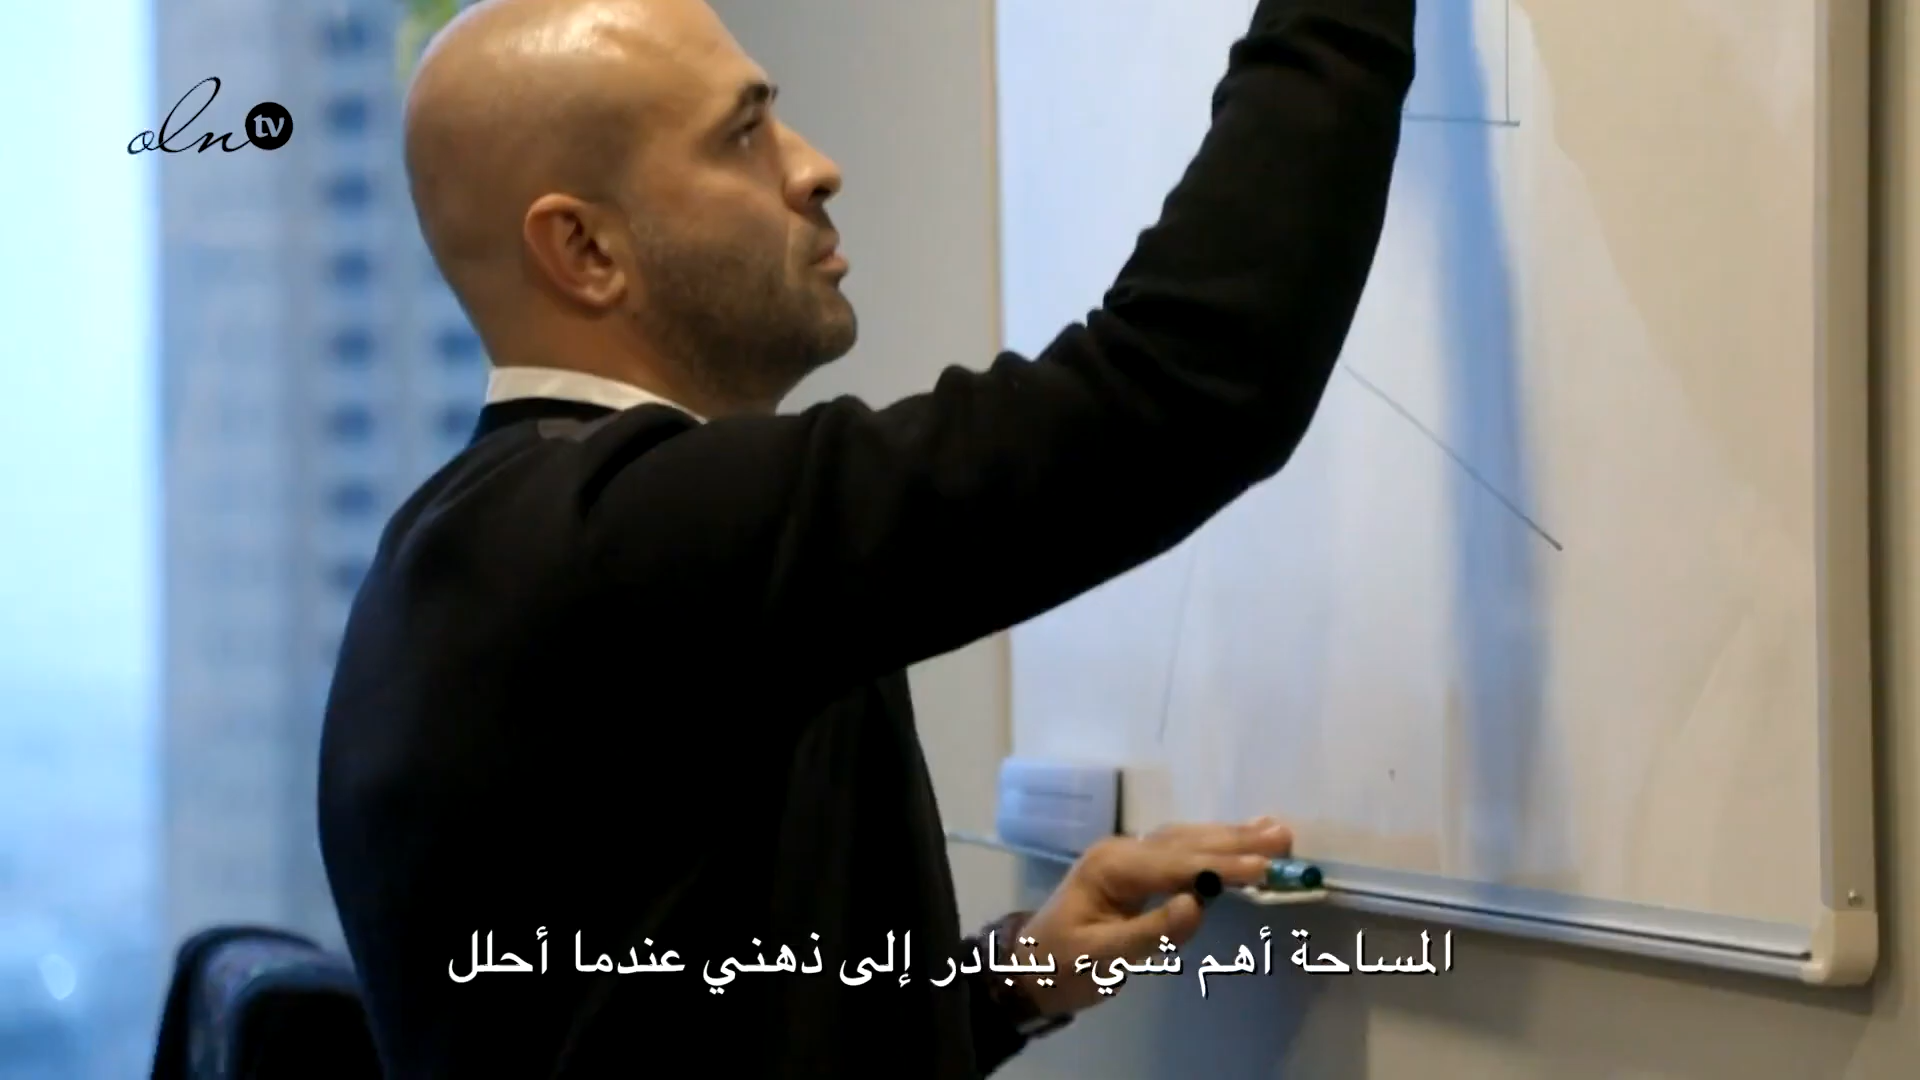 oln tv
المساحة أهم شيء يتبادر إلى ذهني عندما أحلل